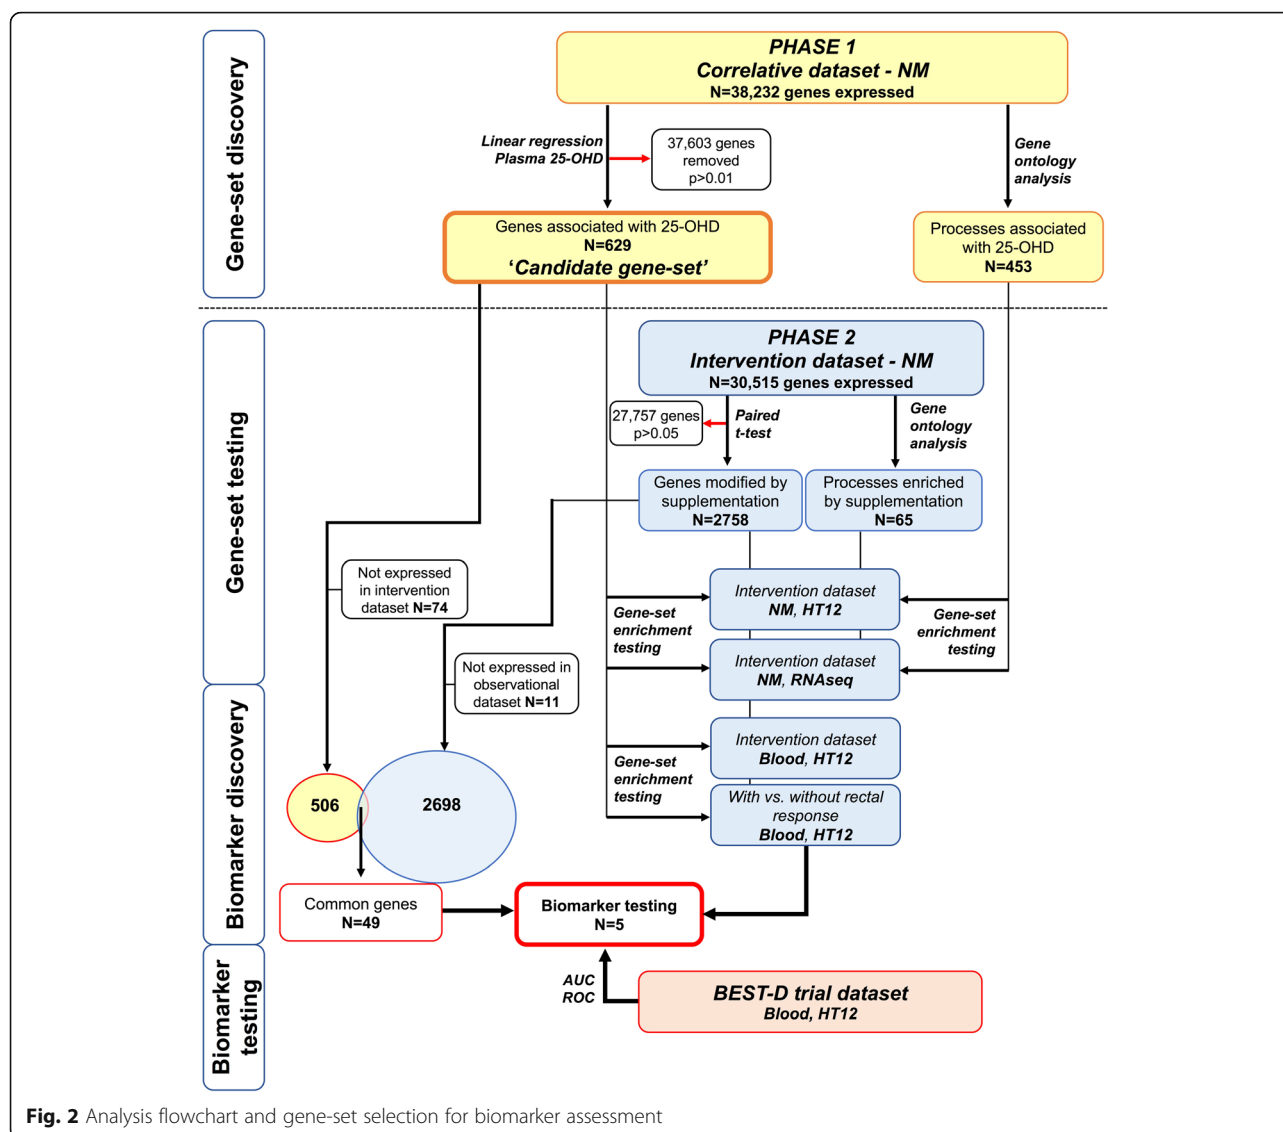 Gene-set discovery
PHASE 1
Correlative dataset - NM
N=38,232 genes expressed
Linear regression
Plasma 25-OHD
37,603 genes
removed
p>0.01
Gene
ontology
analysis
Genes associated with 25-OHD
N=629
‘Candidate gene-set’
Processes associated
with 25-OHD
N=453
Gene-set testing
PHASE 2
Intervention dataset - NM
N=30,515 genes expressed
27,757 genes
p>0.05
Paired
t-test
Gene
ontology
analysis
Genes modified by
supplementation
N=2758
Processes enriched
by supplementation
N=65
Not expressed
in intervention
dataset N=74
Intervention dataset
NM, HT12
Gene-set
enrichment
testing
Gene-set
enrichment
testing
Intervention dataset
NM, RNAseq
Not expressed in
observational
dataset N=11
Biomarker discovery
Intervention dataset
Blood, HT12
Gene-set
enrichment
testing
With vs. without rectal
response
Blood, HT12
506
2698
Common genes
N=49
Biomarker testing
N=5
Biomarker
testing
AUC
ROC
BEST-D trial dataset
Blood, HT12
Fig. 2 Analysis flowchart and gene-set selection for biomarker assessment